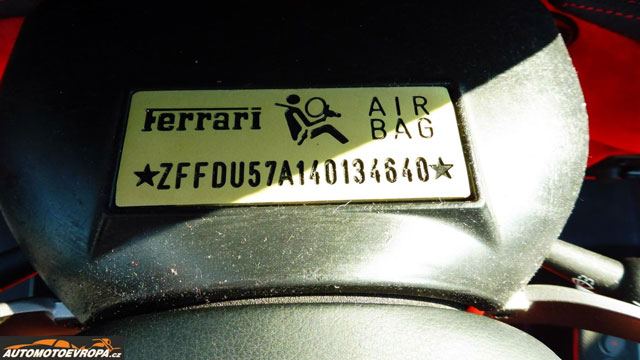 Ferrari
AIR
BAG
★ZFFDU57A140134640★
AUTOMOTOEVROPA.cz